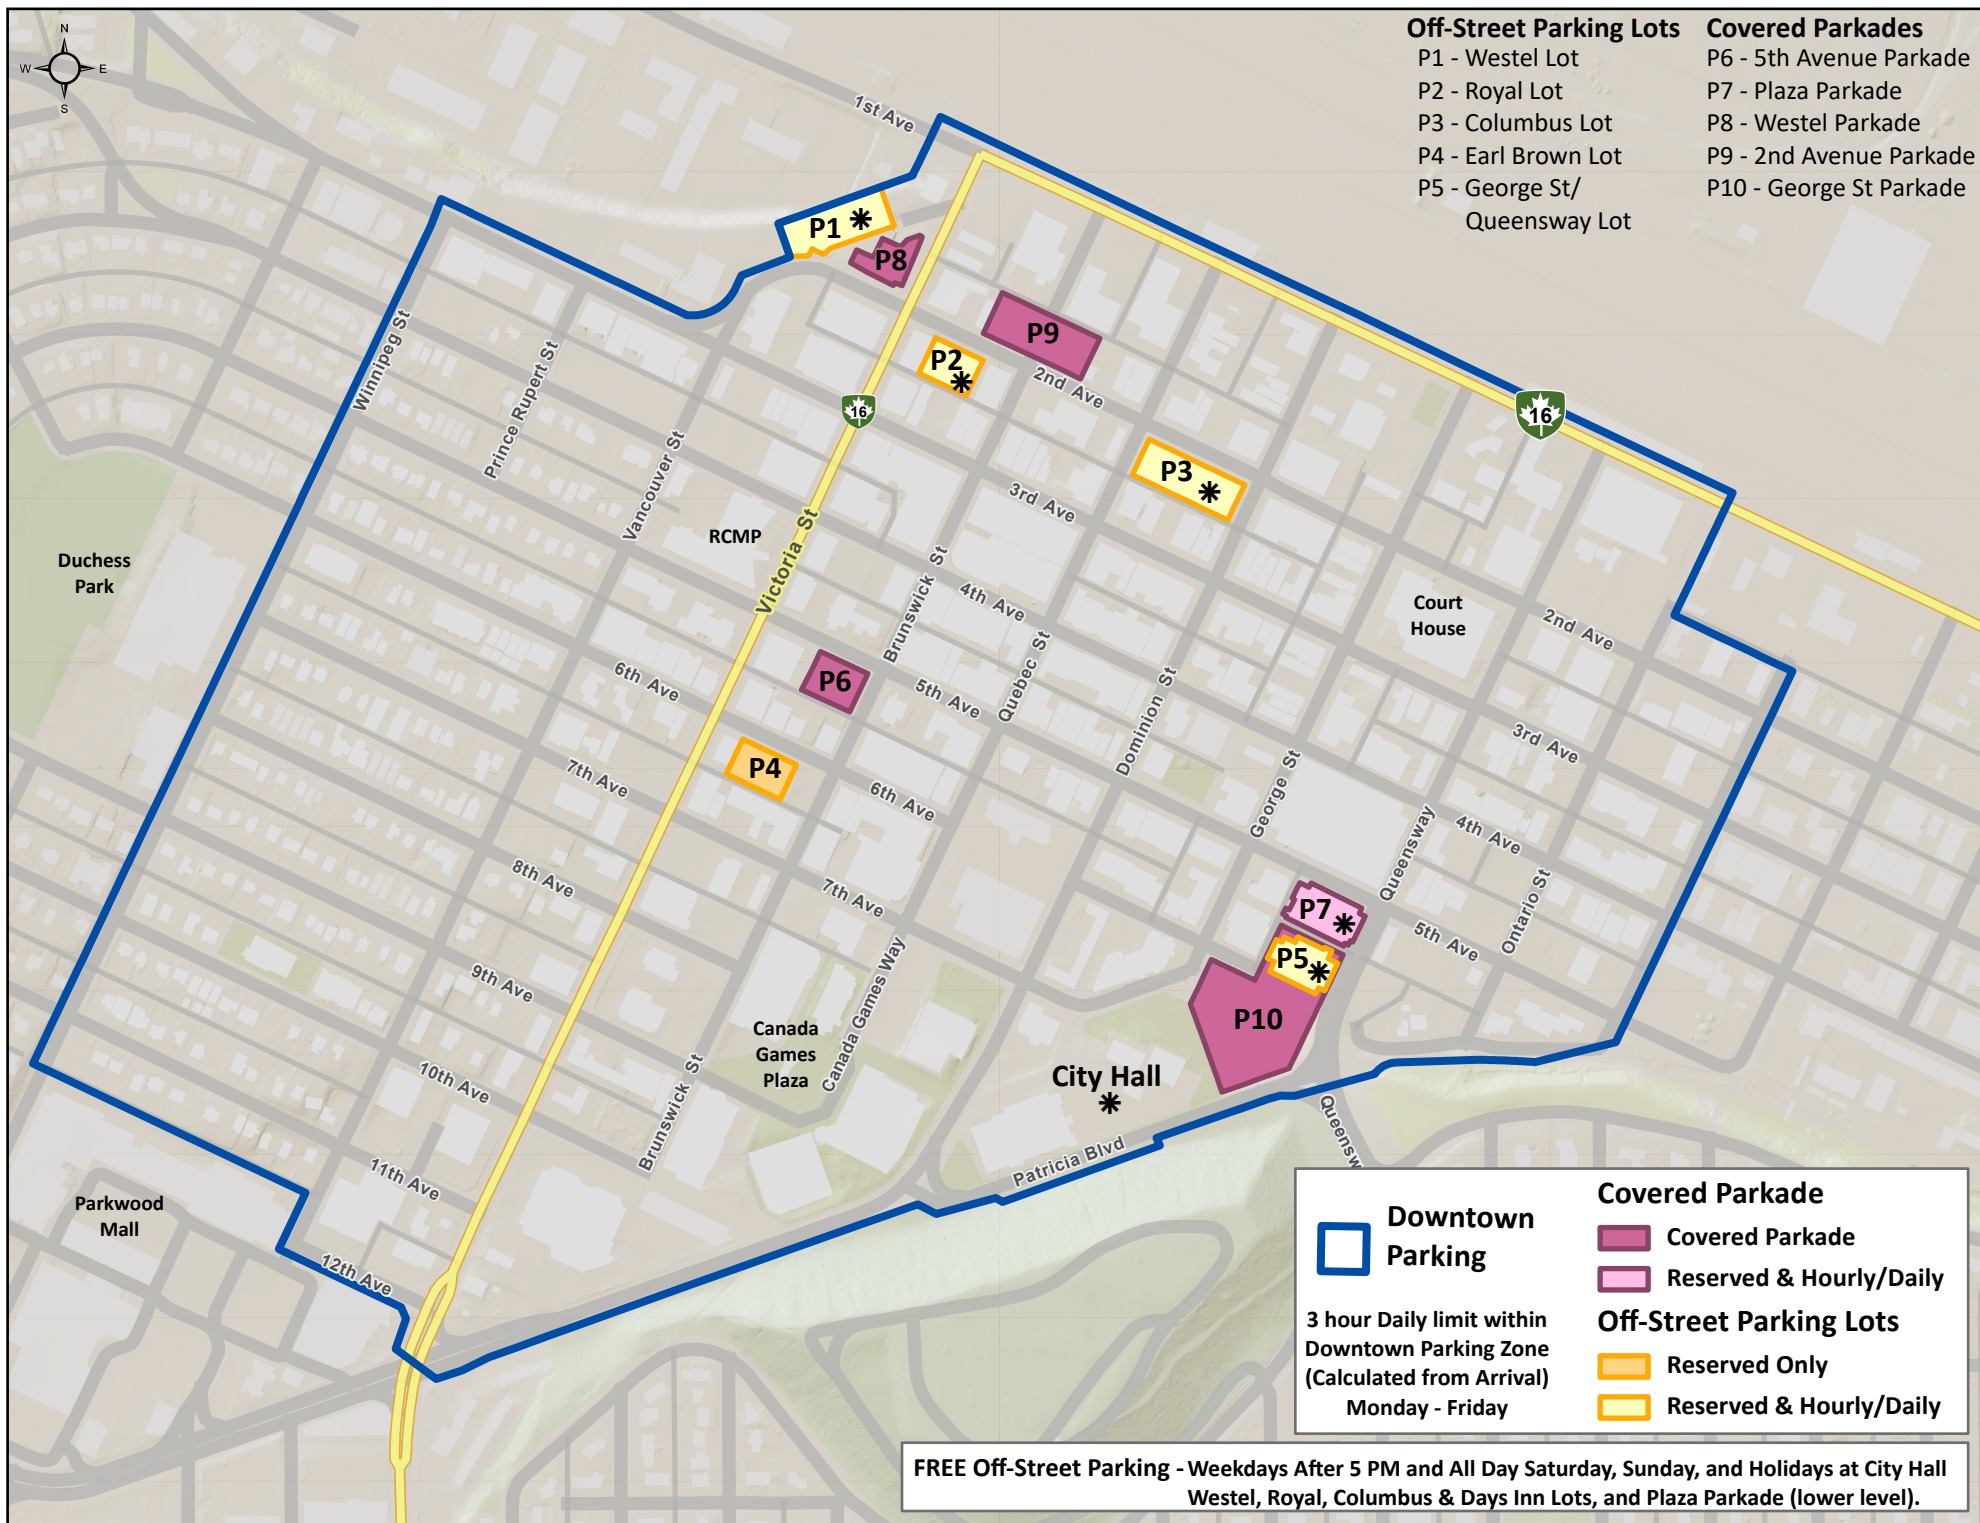 N
W E
S
Off-Street Parking Lots
P1 - Westel Lot
P2 - Royal Lot
P3 - Columbus Lot
P4 - Earl Brown Lot
P5 - George St/
Queensway Lot
Covered Parkades
P6 - 5th Avenue Parkade
P7 - Plaza Parkade
P8 - Westel Parkade
P9 - 2nd Avenue Parkade
P10 - George St Parkade
1st Ave
P1 *
P8
P9
P2 *
2nd Ave
16
16
Winnipeg St
Prince Rupert St
Vancouver St
P3 *
3rd Ave
RCMP
Victoria St
Duchess
Park
Brunswick St
4th Ave
Court
House
2nd Ave
Quebec St
6th Ave
P6
5th Ave
Dominion St
3rd Ave
P4
7th Ave
6th Ave
George St
4th Ave
Queensway
8th Ave
7th Ave
P7 *
Ontario St
5th Ave
P5 *
9th Ave
Canada Games Way
P10
Canada
Games
Plaza
10th Ave
City Hall
*
Brunswick St
Queensw
Patricia Blvd
11th Ave
Parkwood
Mall
12th Ave
Downtown
Parking
3 hour Daily limit within
Downtown Parking Zone
(Calculated from Arrival)
Monday - Friday
Covered Parkade
Covered Parkade
Reserved & Hourly/Daily
Off-Street Parking Lots
Reserved Only
Reserved & Hourly/Daily
FREE Off-Street Parking - Weekdays After 5 PM and All Day Saturday, Sunday, and Holidays at City Hall
Westel, Royal, Columbus & Days Inn Lots, and Plaza Parkade (lower level).